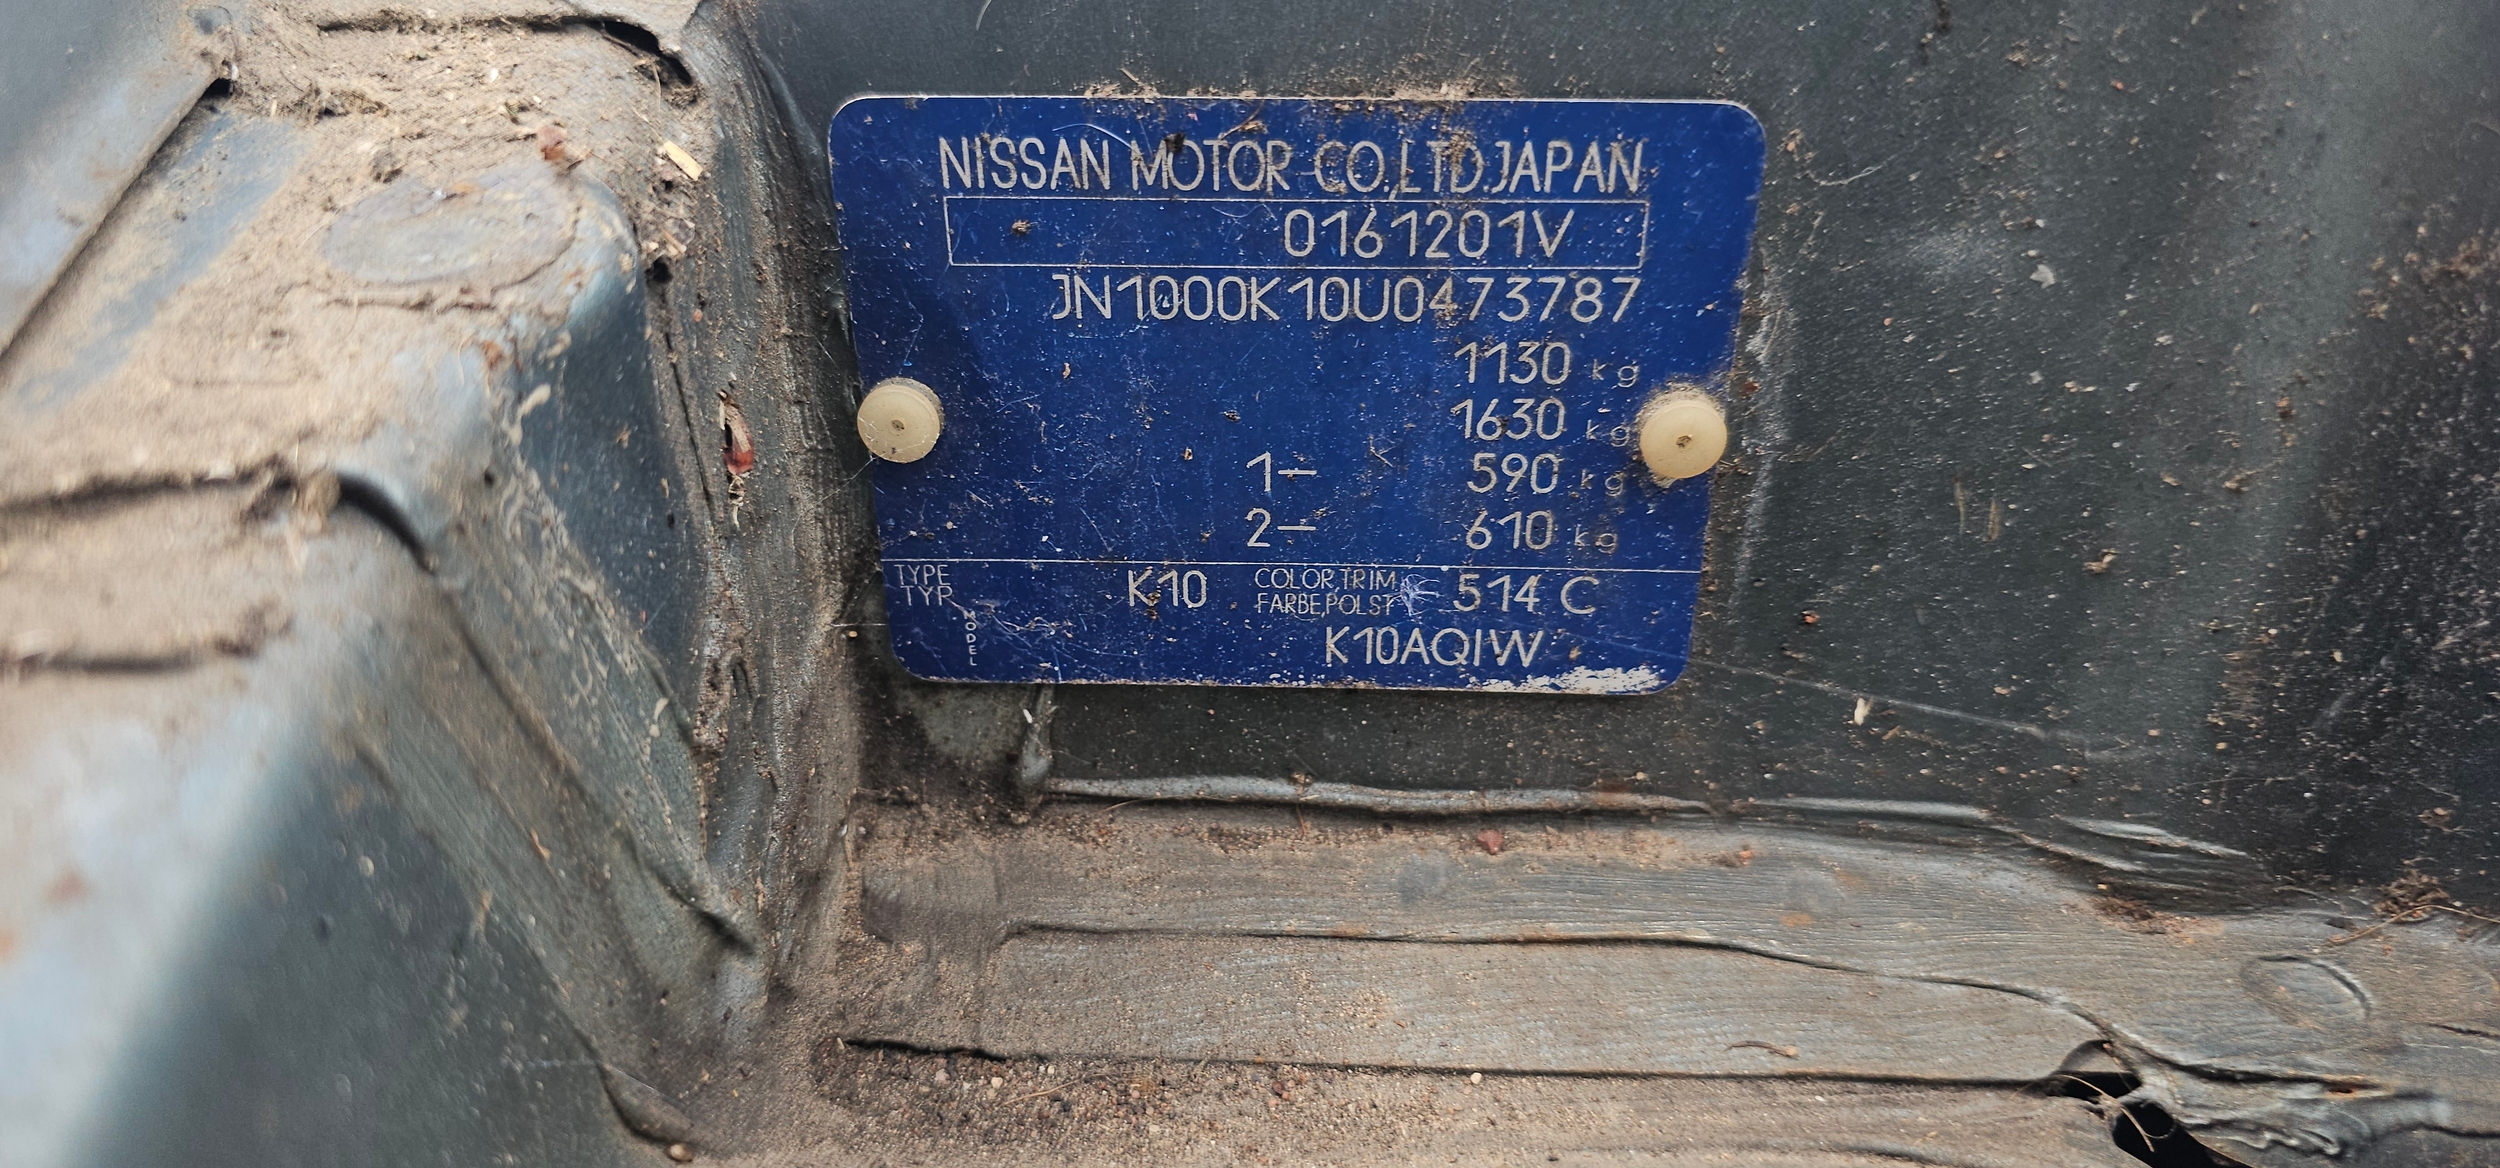 NISSAN MOTOR CO.,LTD.JAPAN
0161201V
JN1000K10U0473787
1130 kg
1630 kg
1— 590 kg
2— 610 kg
TYPE K10 COLOR,TRIM 514 C
TYP FARBE,POLST
MODEL K10AQIW